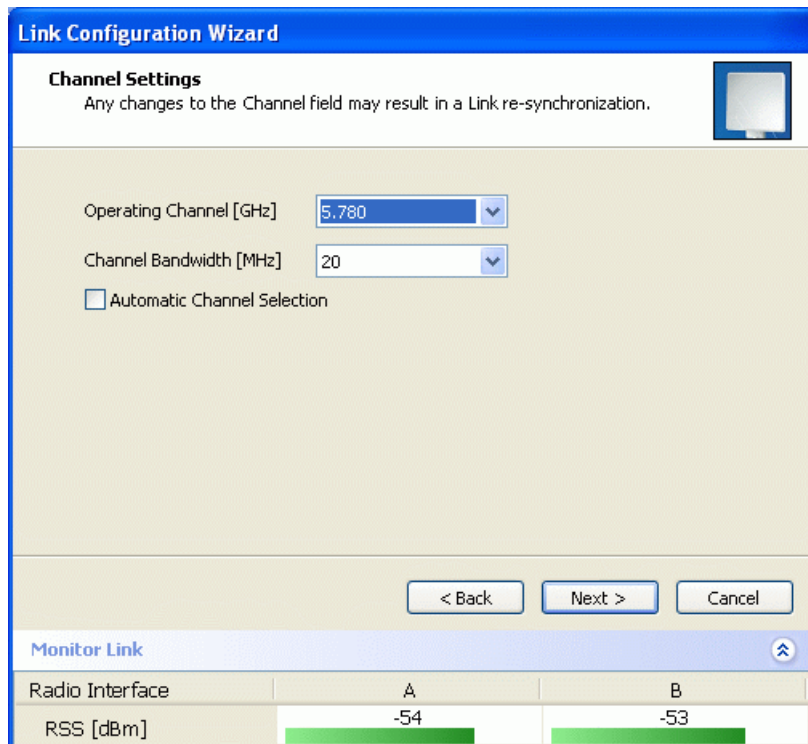 Link Configuration Wizard
Channel Settings
Any changes to the Channel field may result in a Link re-synchronization.
Operating Channel [GHz] 5.780
Channel Bandwidth [MHz] 20
Automatic Channel Selection
< Back Next > Cancel
Monitor Link
Radio Interface A B
RSS [dBm] -54 -53